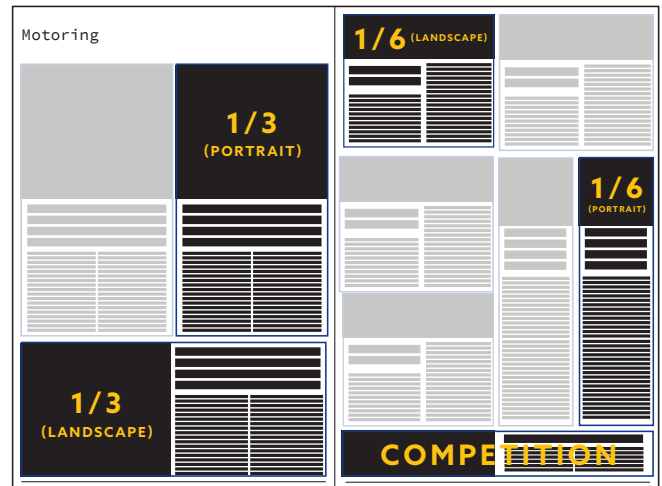 Motoring
1/3
(PORTRAIT)
1/3
(LANDSCAPE)
1/6 (LANDSCAPE)
1/6
(PORTRAIT)
COMPETITION